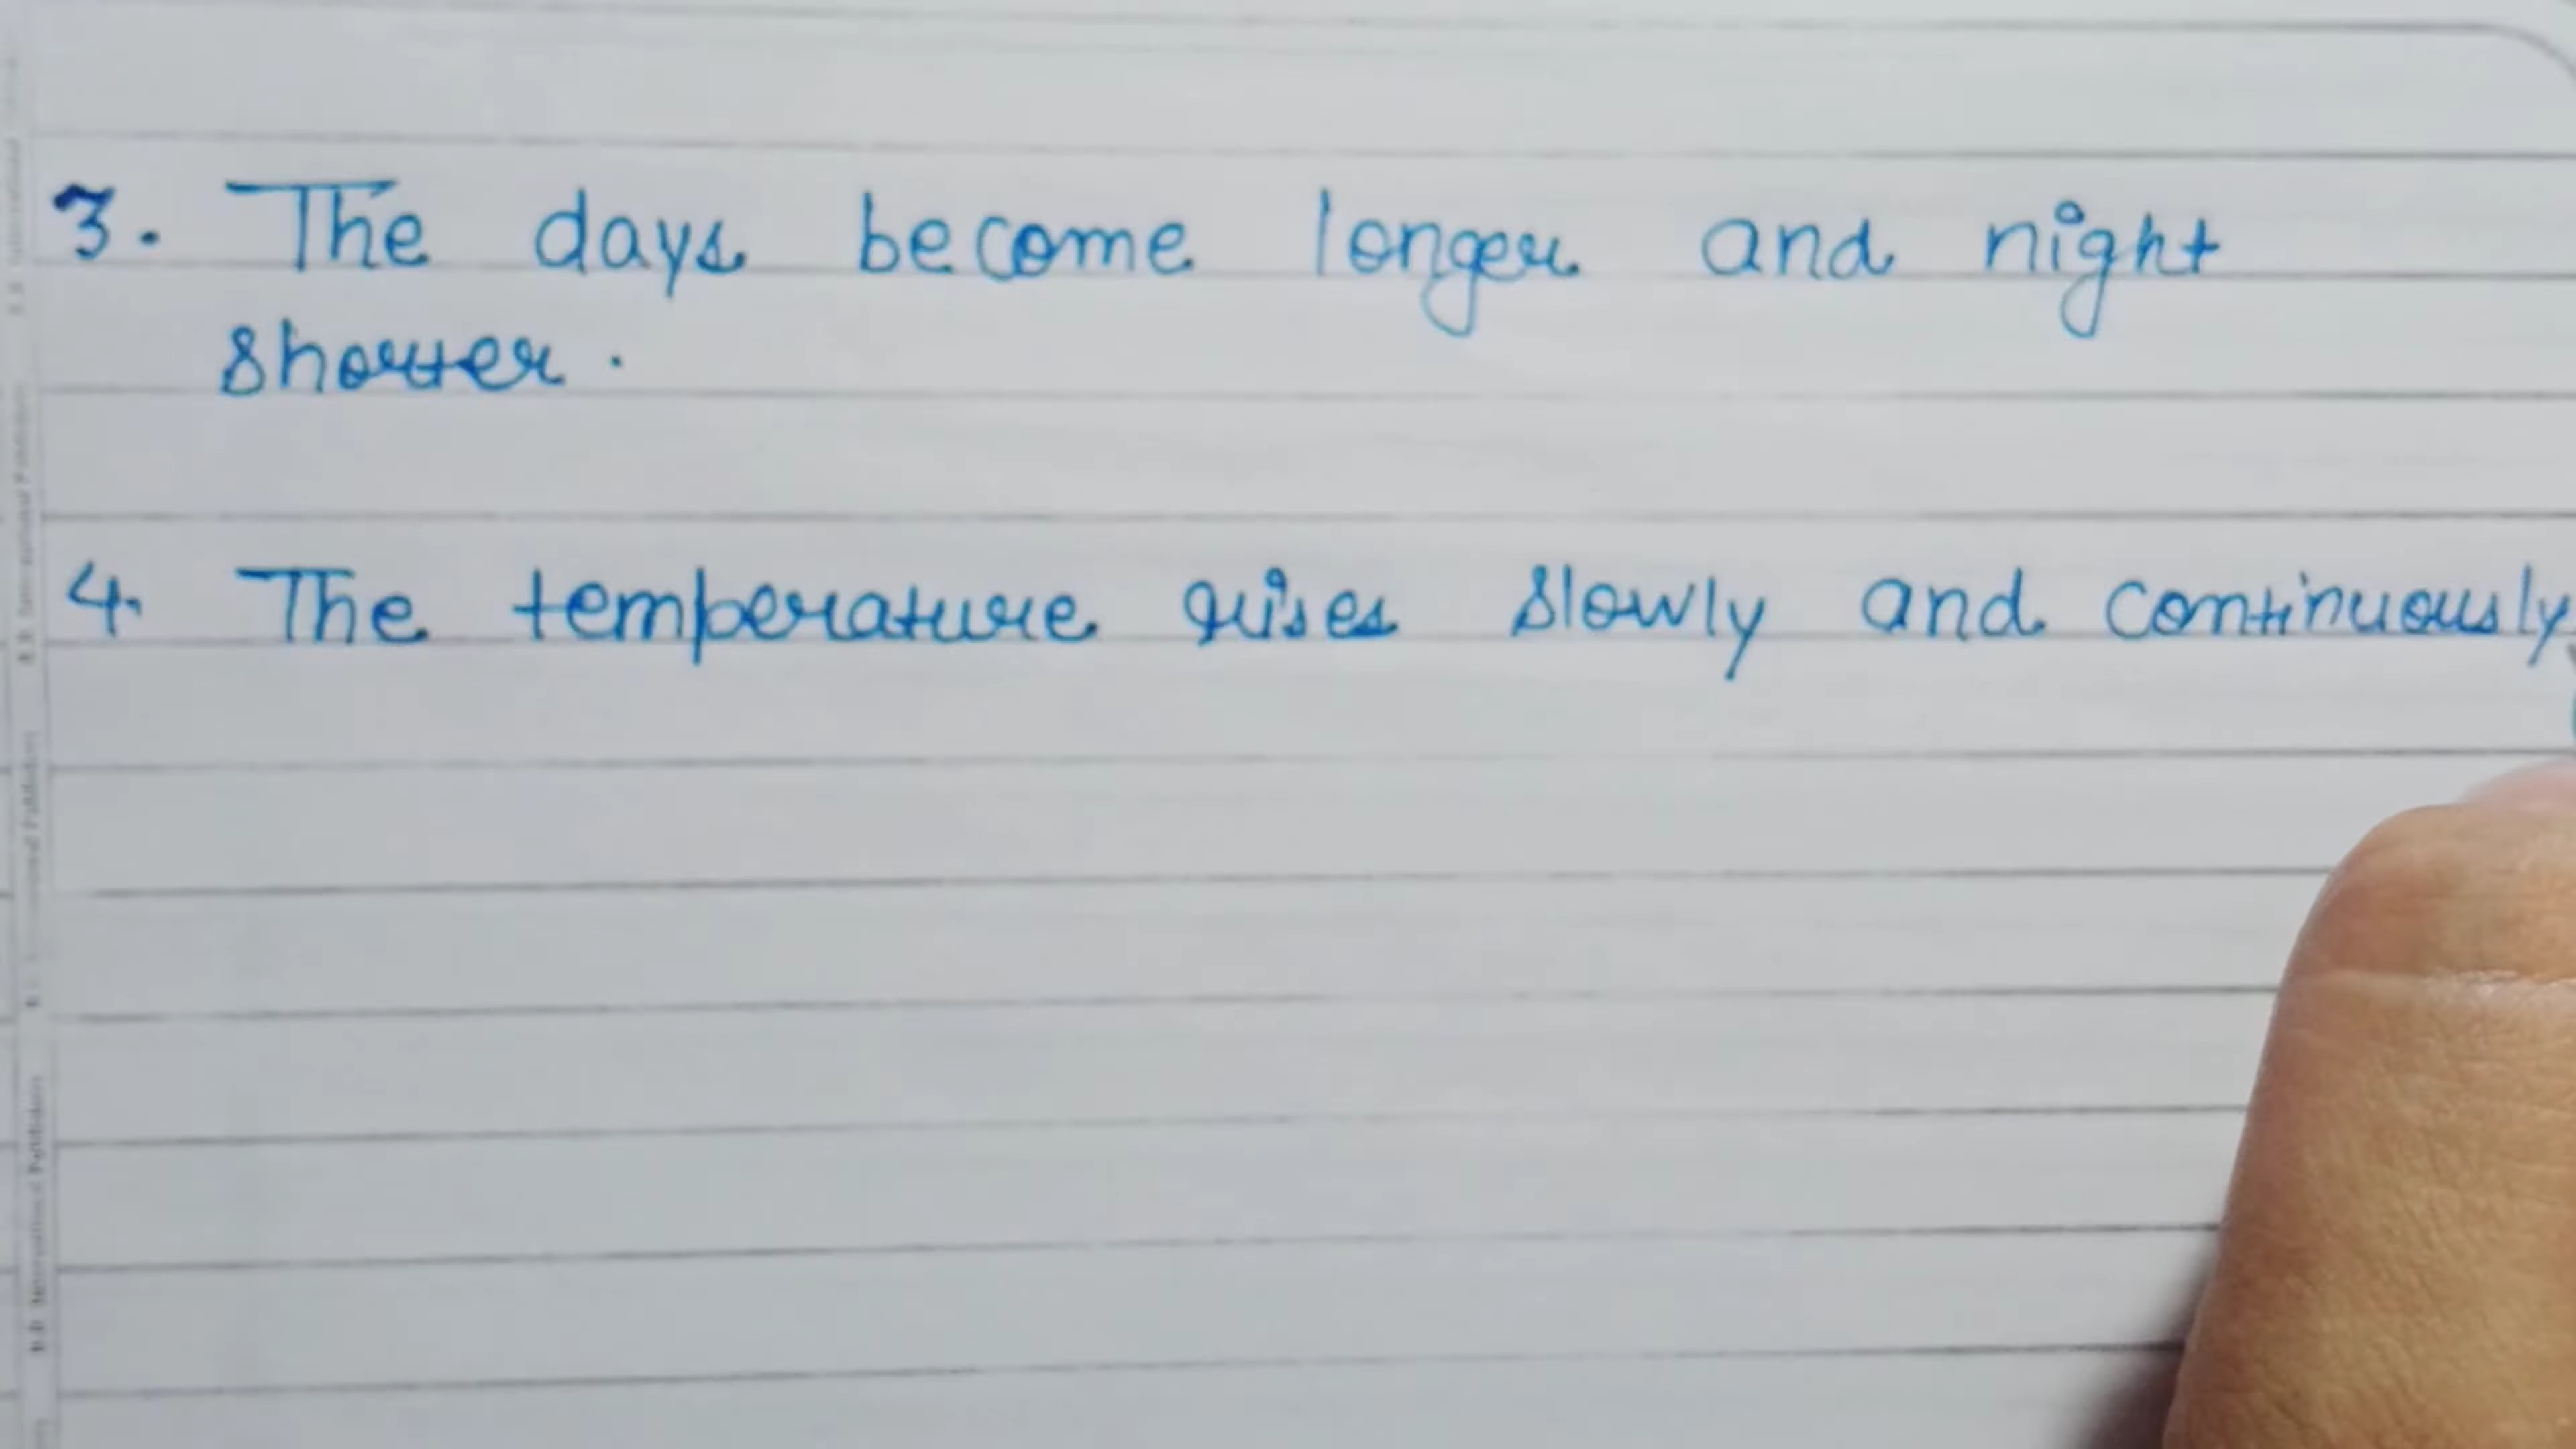 3. The days become longer and night
shorter.
4. The temperature rises slowly and continuously